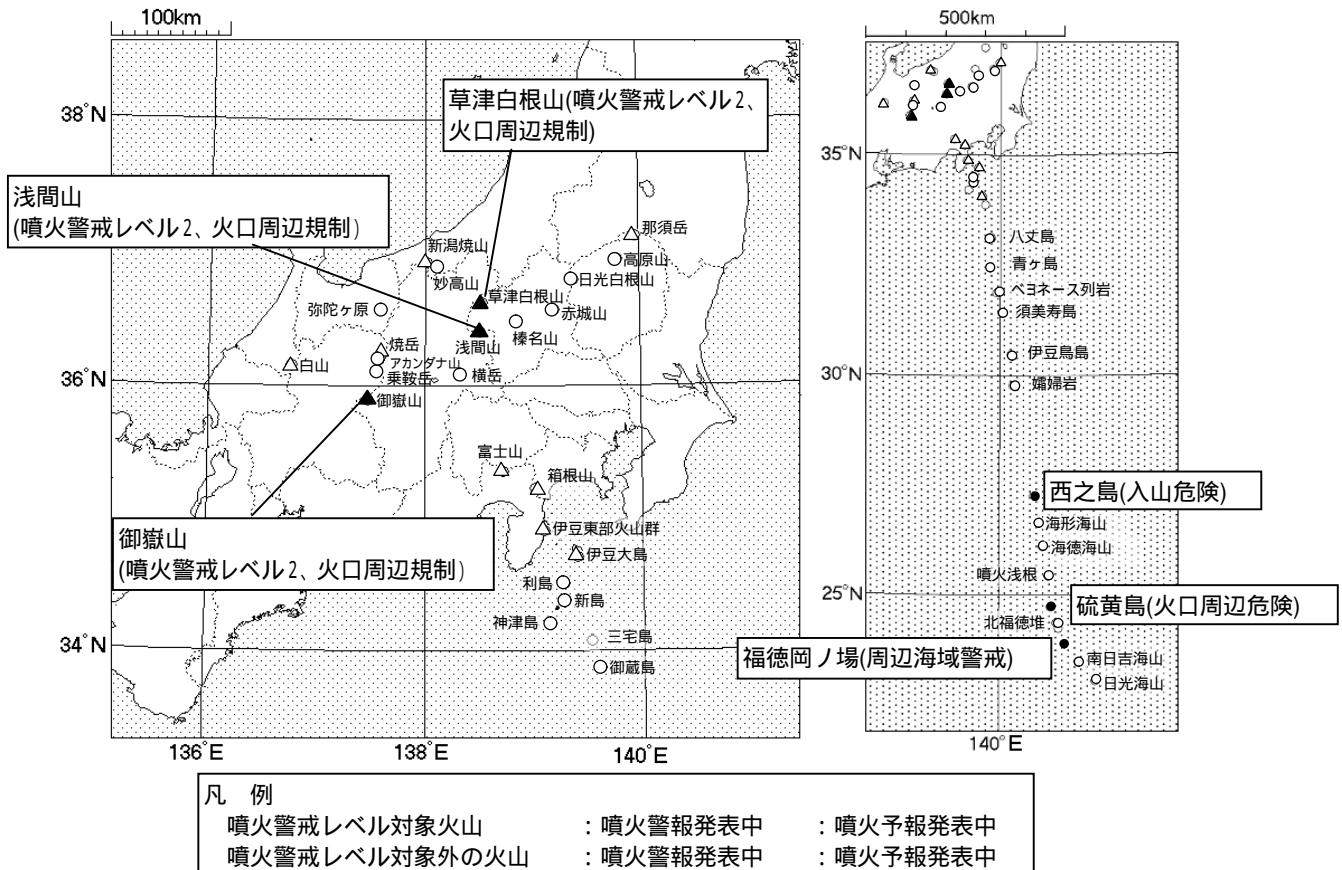 100km
500km
草津白根山(噴火警戒レベル2、
火口周辺規制)
38°N
浅間山
(噴火警戒レベル2、火口周辺規制)
那須岳
新潟焼山
高原山
妙高山
日光白根山
草津白根山
弥陀ヶ原
赤城山
榛名山
浅間山
焼岳
アカンダナ山
白山
乗鞍岳
横岳
36°N
御嶽山
富士山
箱根山
御嶽山
(噴火警戒レベル2、火口周辺規制)
伊豆東部火山群
伊豆大島
利島
新島
神津島
三宅島
34°N
御蔵島
136°E
138°E
140°E
35°N
八丈島
青ヶ島
ベヨネース列岩
須美寿島
伊豆鳥島
30°N
孀婦岩
西之島(入山危険)
海形海山
海徳海山
噴火浅根
25°N
硫黄島(火口周辺危険)
北福徳堆
福徳岡ノ場(周辺海域警戒)
南日吉海山
日光海山
140°E
凡 例
噴火警戒レベル対象火山 :噴火警報発表中 :噴火予報発表中
噴火警戒レベル対象外の火山 :噴火警報発表中 :噴火予報発表中